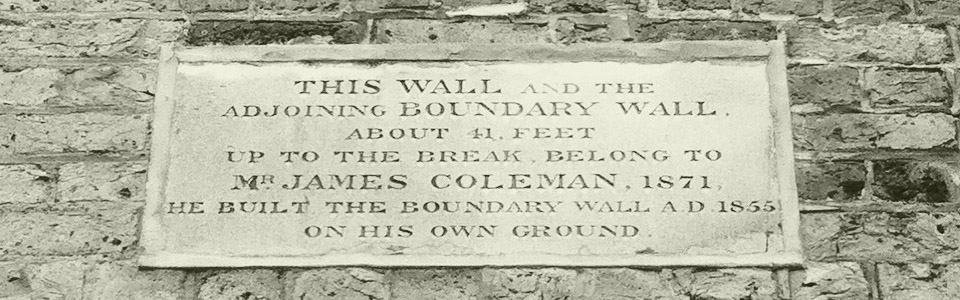 THIS WALL AND THE
ADJOINING BOUNDARY WALL,
ABOUT 41, FEET
UP TO THE BREAK, BELONG TO
MR JAMES COLEMAN, 1871,
HE BUILT THE BOUNDARY WALL A.D 1855
ON HIS OWN GROUND.